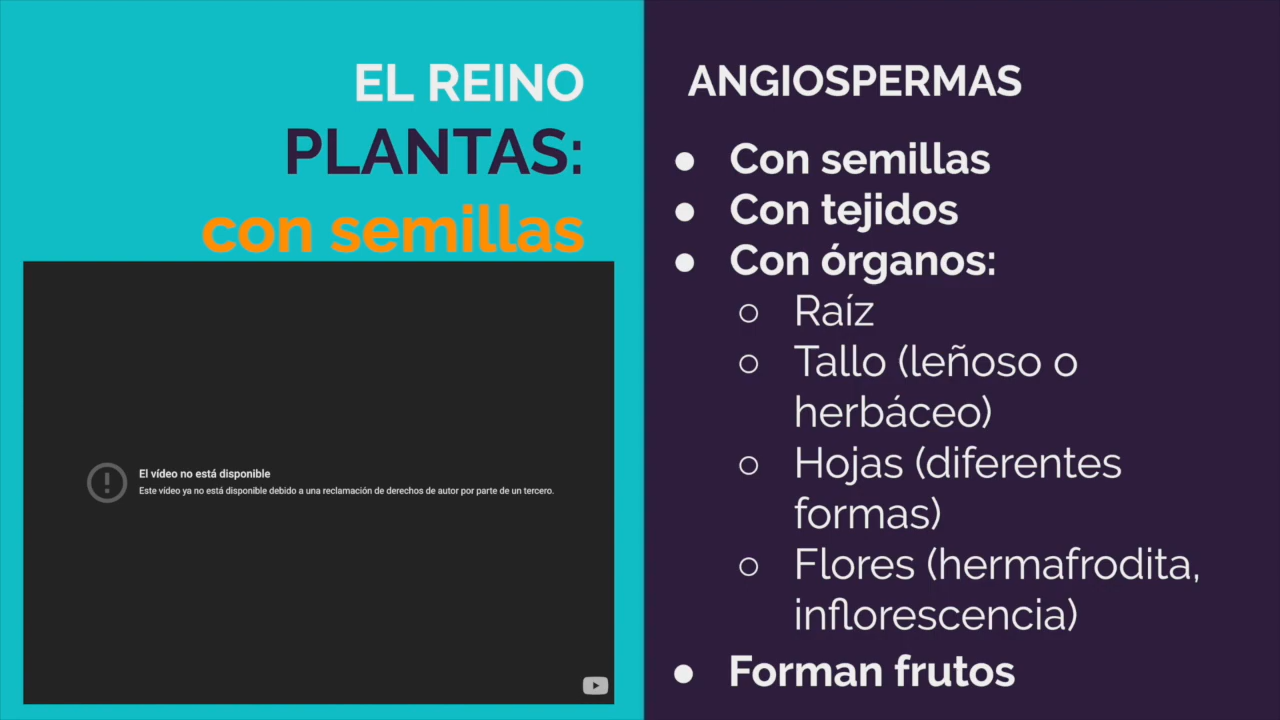 EL REINO
PLANTAS:
con semillas
El vídeo no está disponible
Este vídeo ya no está disponible debido a una reclamación de derechos de autor por parte de un tercero.
ANGIOSPERMAS
● Con semillas
● Con tejidos
● Con órganos:
○ Raíz
○ Tallo (leñoso o
herbáceo)
○ Hojas (diferentes
formas)
○ Flores (hermafrodita,
inflorescencia)
● Forman frutos